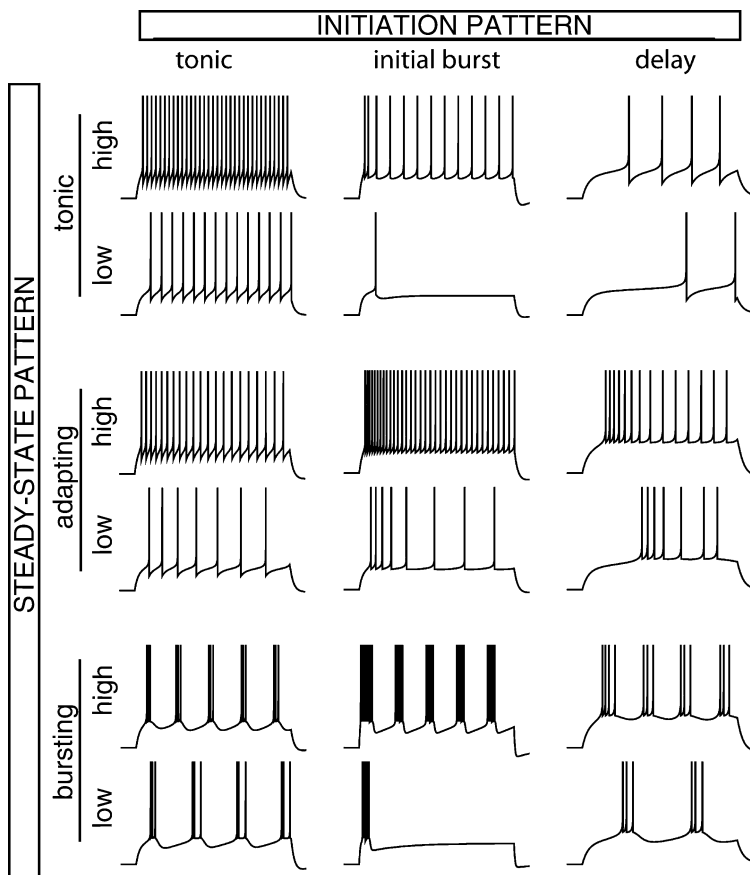 INITIATION PATTERN
tonic initial burst delay
STEADY-STATE PATTERN
tonic
high
low
adapting
high
low
bursting
high
low